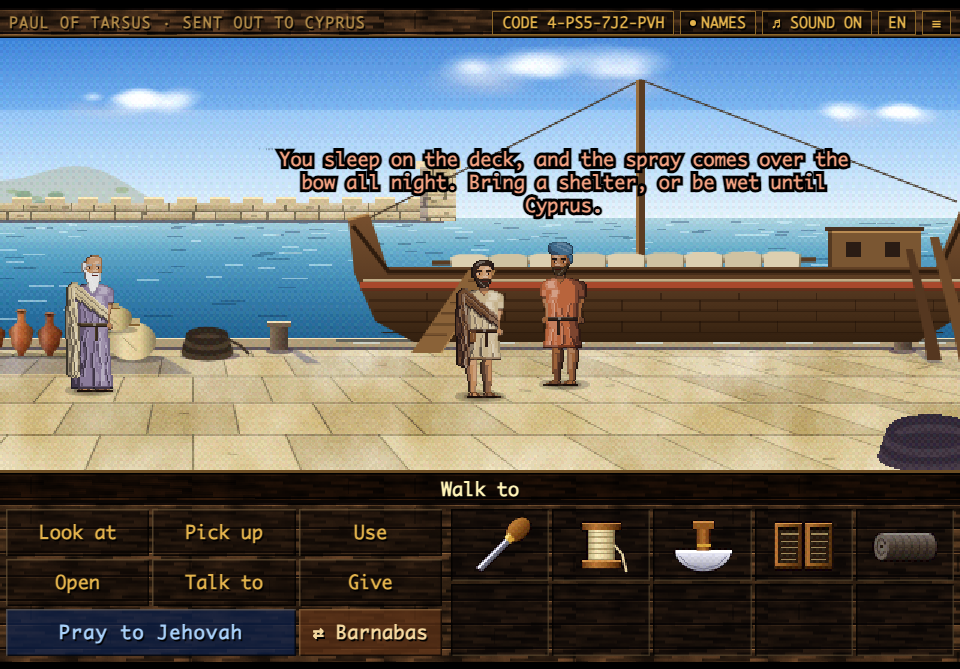 PAUL OF TARSUS · SENT OUT TO CYPRUS
CODE 4-PS5-7J2-PVH
• NAMES
♬ SOUND ON
EN
≡
You sleep on the deck, and the spray comes over the
bow all night. Bring a shelter, or be wet until
Cyprus.
Walk to
Look at
Pick up
Use
Open
Talk to
Give
Pray to Jehovah
⇄ Barnabas